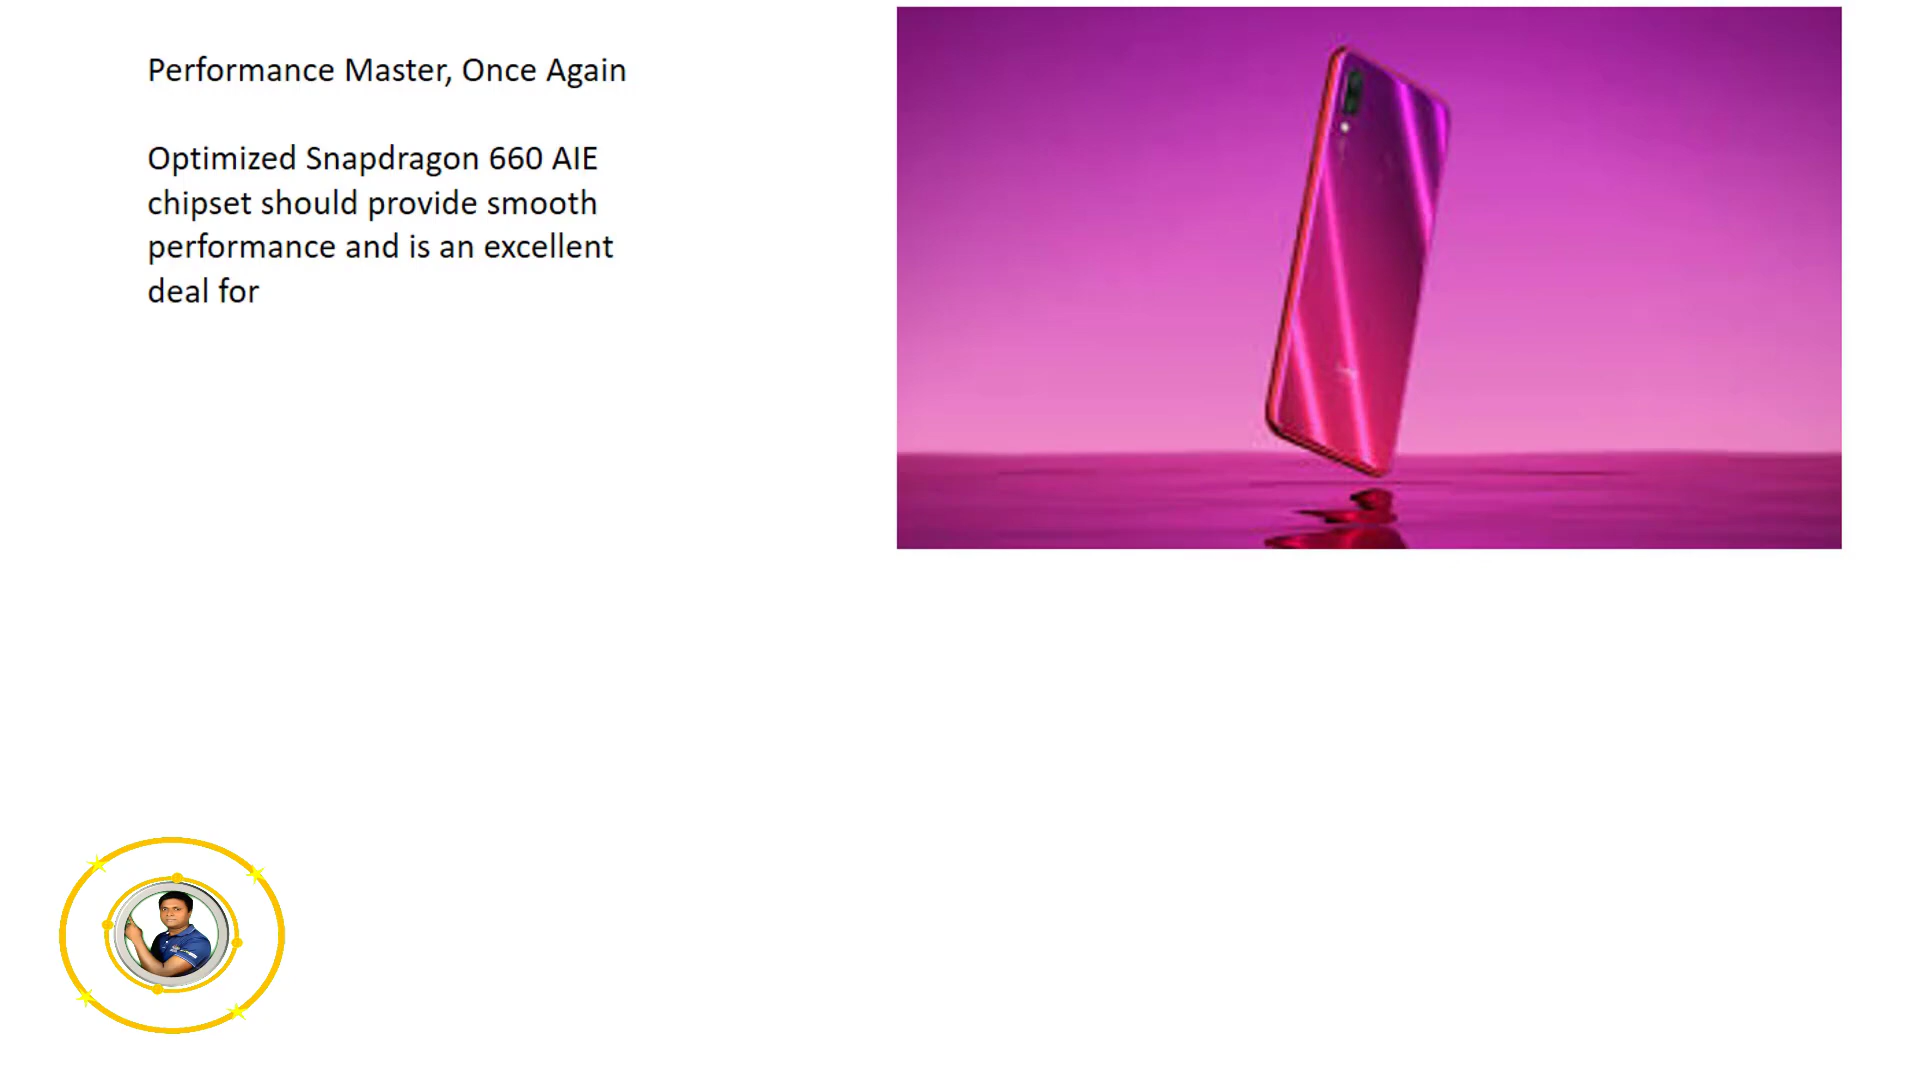 Performance Master, Once Again
Optimized Snapdragon 660 AIE
chipset should provide smooth
performance and is an excellent
deal for